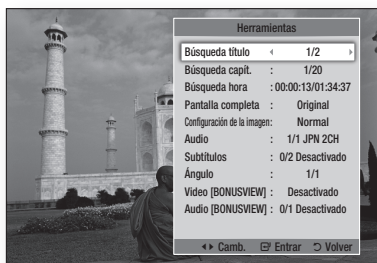 Herramientas
Búsqueda título ◂ 1/2 ▸
Búsqueda capít. : 1/20
Búsqueda hora : 00:00:13/01:34:37
Pantalla completa : Original
Configuración de la imagen: Normal
Audio : 1/1 JPN 2CH
Subtítulos : 0/2 Desactivado
Ángulo : 1/1
Video [BONUSVIEW] : Desactivado
Audio [BONUSVIEW] : 0/1 Desactivado
◂▸ Camb. Entrar Volver